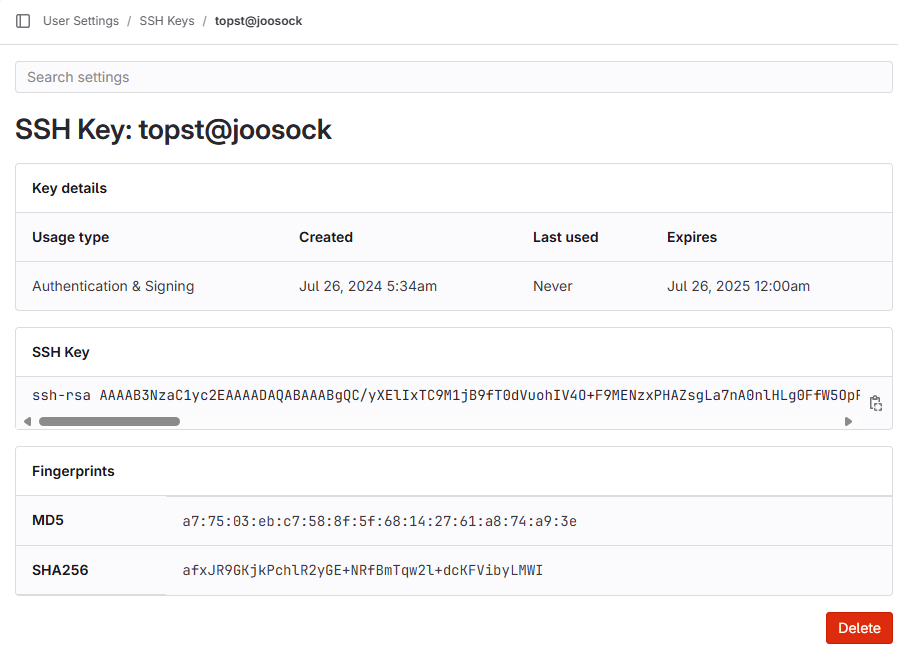 User Settings / SSH Keys / topst@joosock
Search settings
SSH Key: topst@joosock
Key details
Usage type Created Last used Expires
Authentication & Signing Jul 26, 2024 5:34am Never Jul 26, 2025 12:00am
SSH Key
ssh-rsa AAAAB3NzaC1yc2EAAAADAQABAAABgQC/yXElIxTC9M1jB9fT0dVuohIV4O+F9MENzxPHAZsgLa7nA0nlHLg0FfW5OpF
Fingerprints
MD5 a7:75:03:eb:c7:58:8f:5f:68:14:27:61:a8:74:a9:3e
SHA256 afxJR9GKjkPchlR2yGE+NRfBmTqw2l+dcKFVibyLMWI
Delete